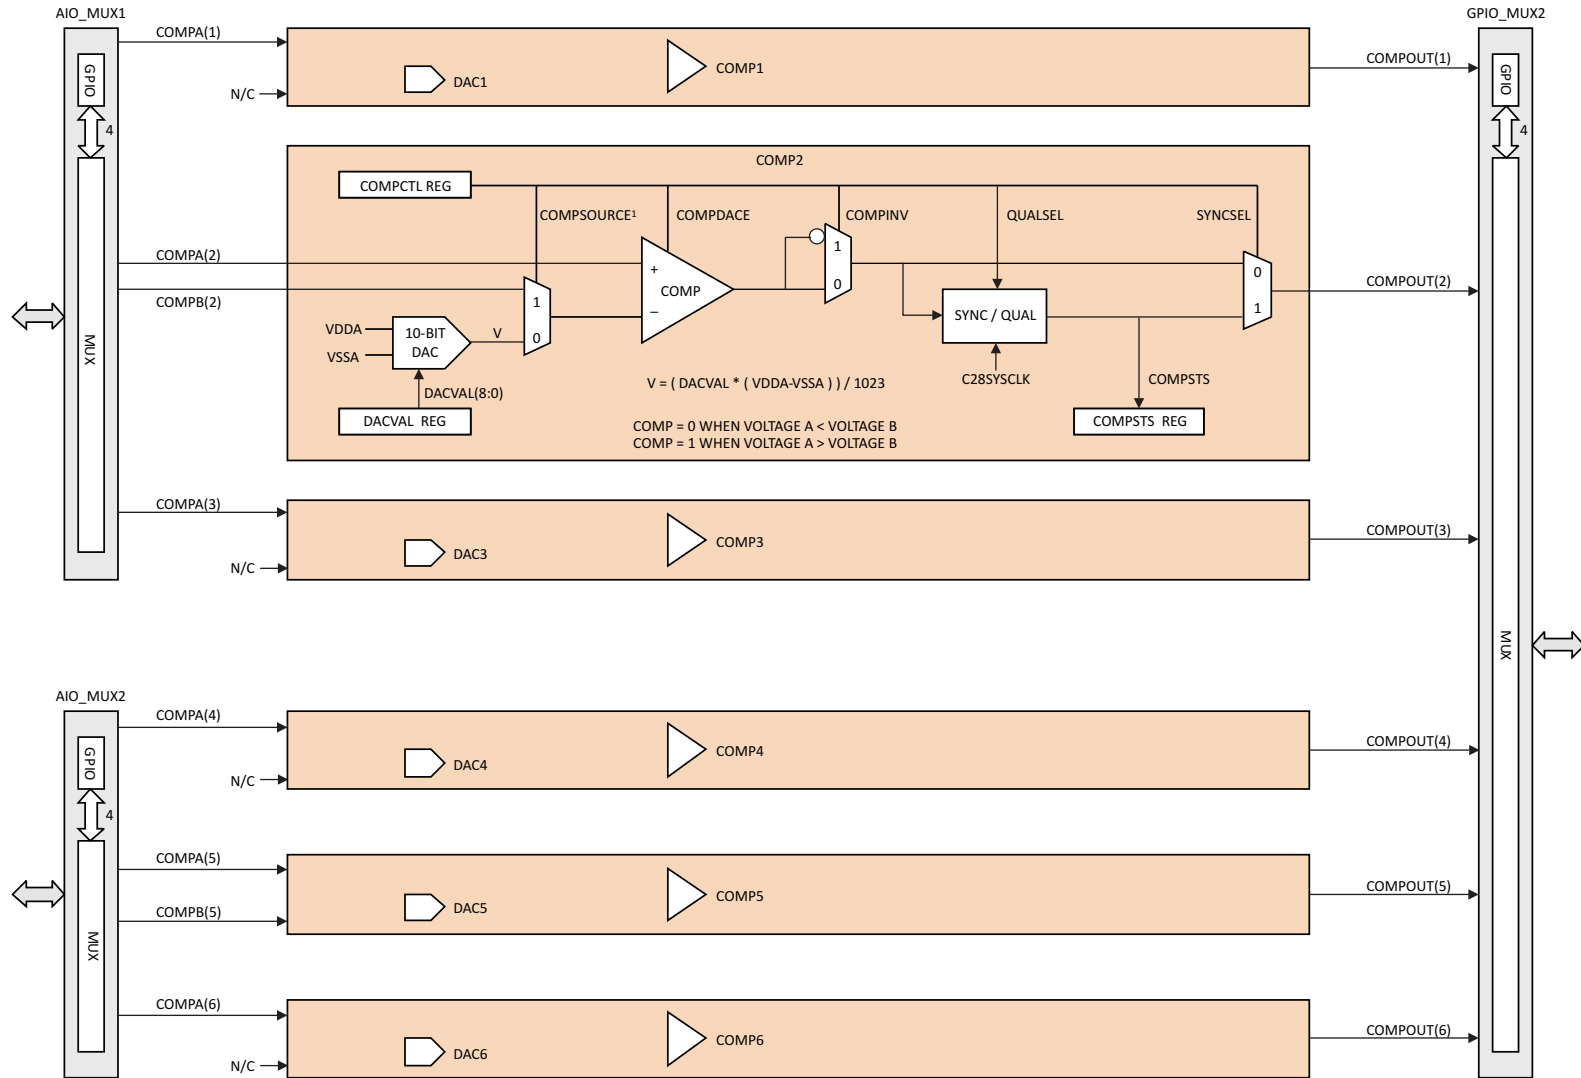 AIO_MUX1
GPIO_MUX2
COMPA(1)
GPIO
4
N/C
DAC1
COMP1
COMPOUT(1)
GPIO
4
COMP2
COMPCTL REG
COMPSOURCE¹
COMPDACE
COMPINV
QUALSEL
SYNCSEL
COMPA(2)
COMPB(2)
MUX
VDDA
VSSA
10-BIT
DAC
V
1
0
+
COMP
–
1
0
SYNC / QUAL
0
1
COMPOUT(2)
DACVAL(8:0)
DACVAL REG
V = ( DACVAL * ( VDDA-VSSA ) ) / 1023
C28SYSCLK
COMPSTS
COMPSTS REG
COMP = 0 WHEN VOLTAGE A < VOLTAGE B
COMP = 1 WHEN VOLTAGE A > VOLTAGE B
COMPA(3)
N/C
DAC3
COMP3
COMPOUT(3)
MUX
AIO_MUX2
COMPA(4)
GPIO
4
N/C
DAC4
COMP4
COMPOUT(4)
COMPA(5)
COMPB(5)
MUX
DAC5
COMP5
COMPOUT(5)
COMPA(6)
N/C
DAC6
COMP6
COMPOUT(6)